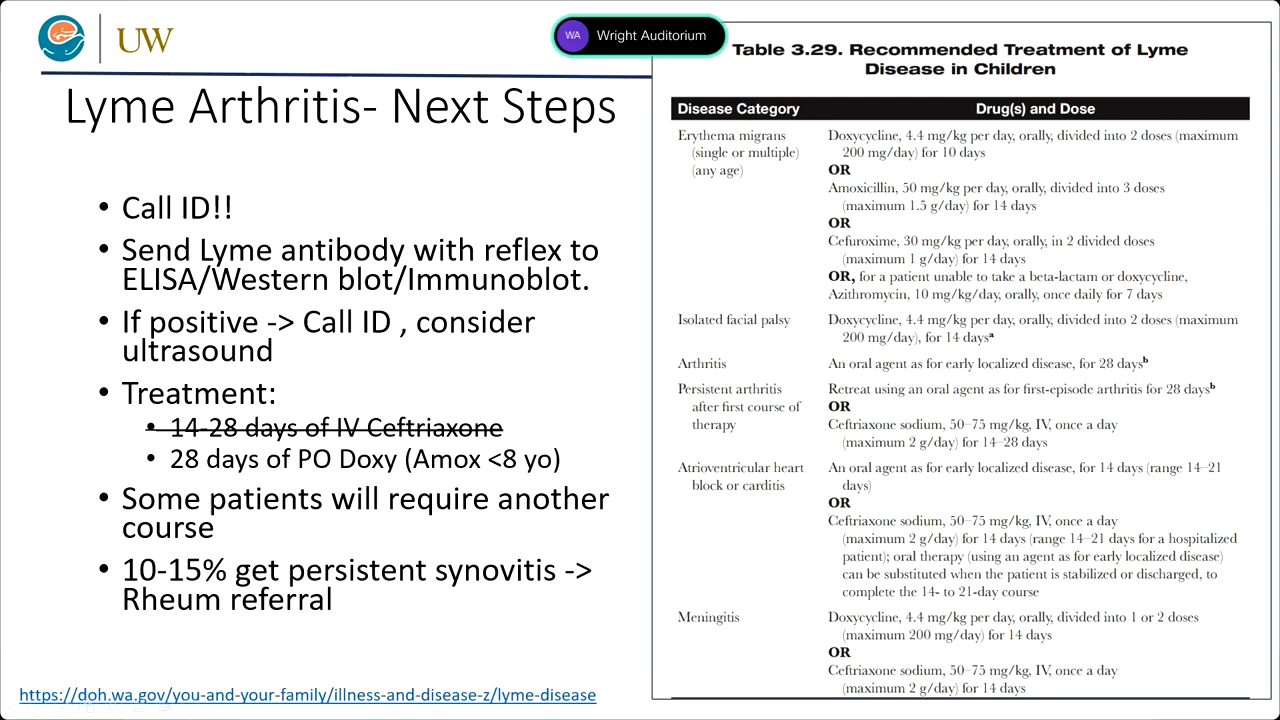 UW
WA Wright Auditorium
Lyme Arthritis- Next Steps
• Call ID!!
• Send Lyme antibody with reflex to
ELISA/Western blot/Immunoblot.
• If positive -> Call ID , consider
ultrasound
• Treatment:
• 14-28 days of IV Ceftriaxone
• 28 days of PO Doxy (Amox <8 yo)
• Some patients will require another
course
• 10-15% get persistent synovitis ->
Rheum referral
https://doh.wa.gov/you-and-your-family/illness-and-disease-z/lyme-disease
Table 3.29. Recommended Treatment of Lyme
Disease in Children
Disease Category Drug(s) and Dose
Erythema migrans Doxycycline, 4.4 mg/kg per day, orally, divided into 2 doses (maximum
(single or multiple) 200 mg/day) for 10 days
(any age) OR
Amoxicillin, 50 mg/kg per day, orally, divided into 3 doses
(maximum 1.5 g/day) for 14 days
OR
Cefuroxime, 30 mg/kg per day, orally, in 2 divided doses
(maximum 1 g/day) for 14 days
OR, for a patient unable to take a beta-lactam or doxycycline,
Azithromycin, 10 mg/kg/day, orally, once daily for 7 days
Isolated facial palsy Doxycycline, 4.4 mg/kg per day, orally, divided into 2 doses (maximum
200 mg/day), for 14 daysᵃ
Arthritis An oral agent as for early localized disease, for 28 daysᵇ
Persistent arthritis Retreat using an oral agent as for first-episode arthritis for 28 daysᵇ
after first course of OR
therapy Ceftriaxone sodium, 50–75 mg/kg, IV, once a day
(maximum 2 g/day) for 14–28 days
Atrioventricular heart An oral agent as for early localized disease, for 14 days (range 14–21
block or carditis days)
OR
Ceftriaxone sodium, 50–75 mg/kg, IV, once a day
(maximum 2 g/day) for 14 days (range 14–21 days for a hospitalized
patient); oral therapy (using an agent as for early localized disease)
can be substituted when the patient is stabilized or discharged, to
complete the 14- to 21-day course
Meningitis Doxycycline, 4.4 mg/kg per day, orally, divided into 1 or 2 doses
(maximum 200 mg/day) for 14 days
OR
Ceftriaxone sodium, 50–75 mg/kg, IV, once a day
(maximum 2 g/day) for 14 days